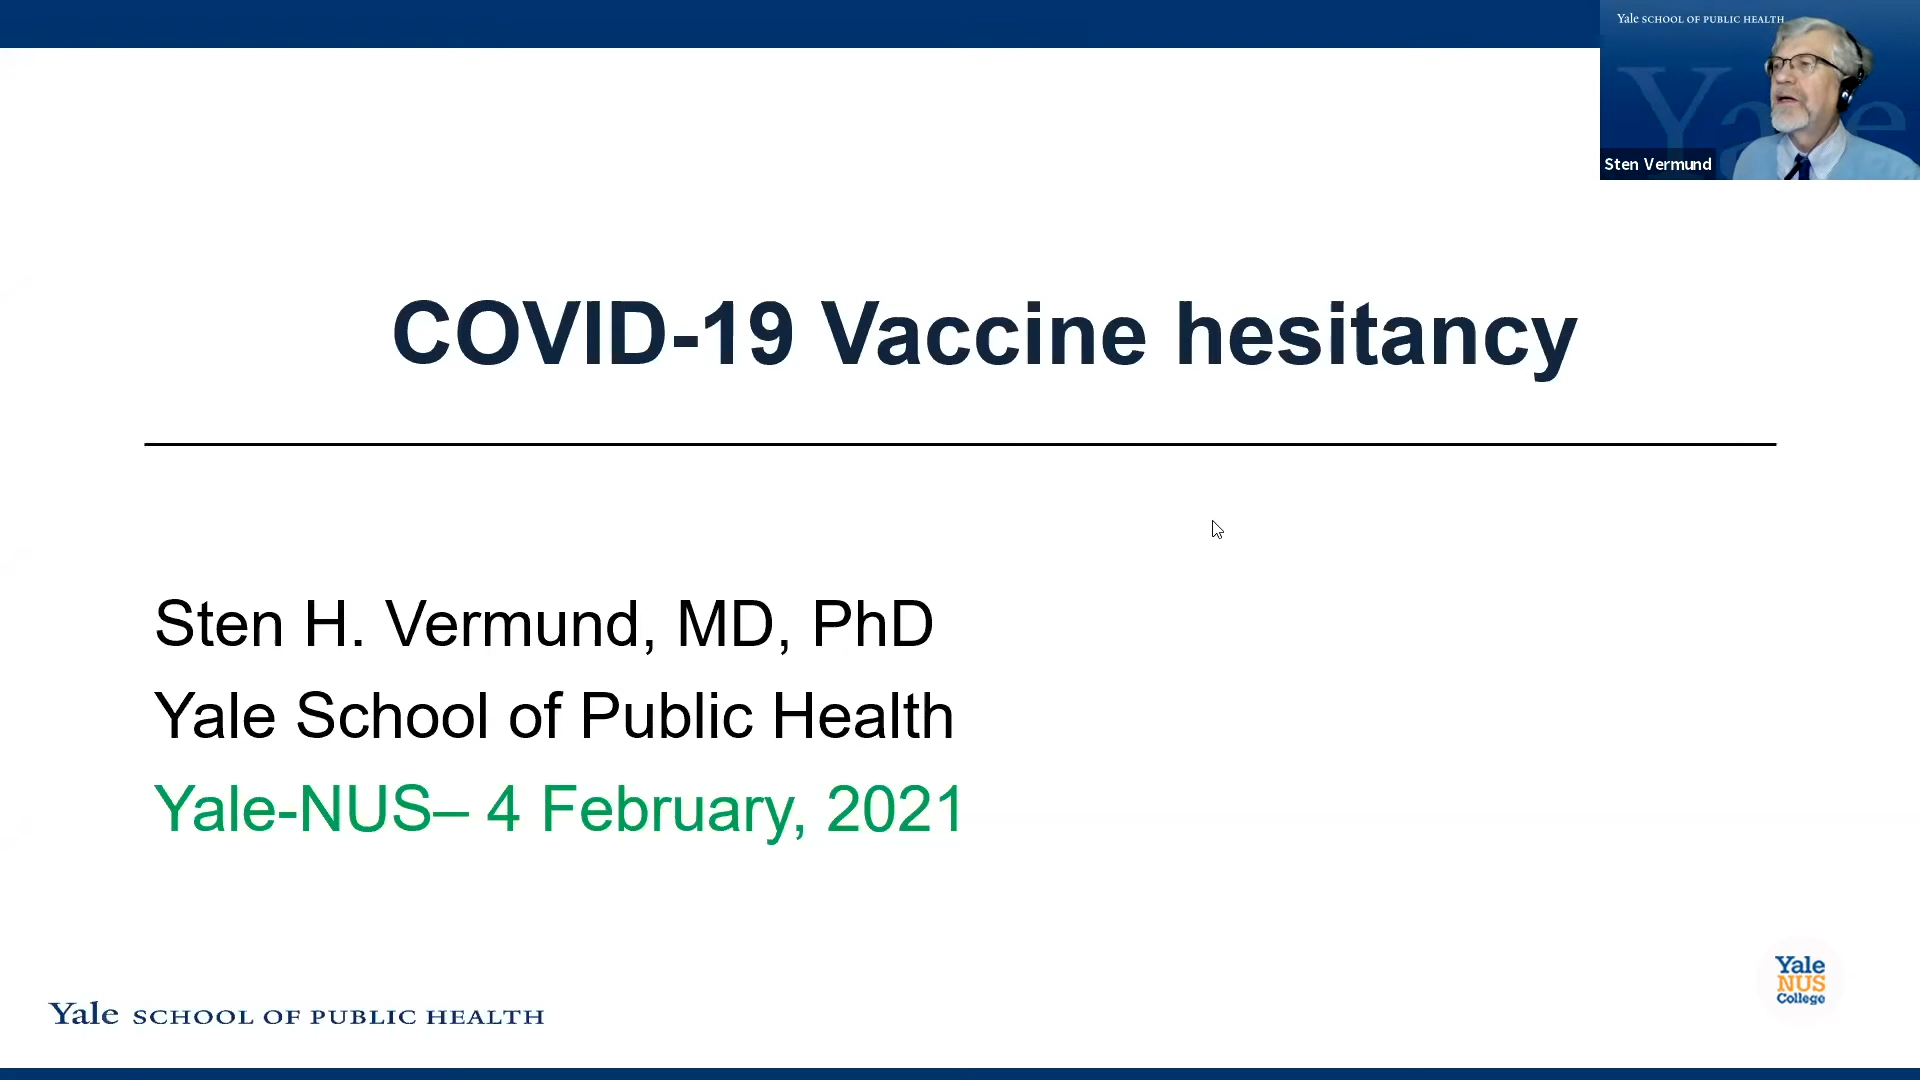 Yale SCHOOL OF PUBLIC HEALTH
Yale
Sten Vermund
COVID-19 Vaccine hesitancy
Sten H. Vermund, MD, PhD
Yale School of Public Health
Yale-NUS– 4 February, 2021
Yale SCHOOL OF PUBLIC HEALTH
Yale
NUS
College